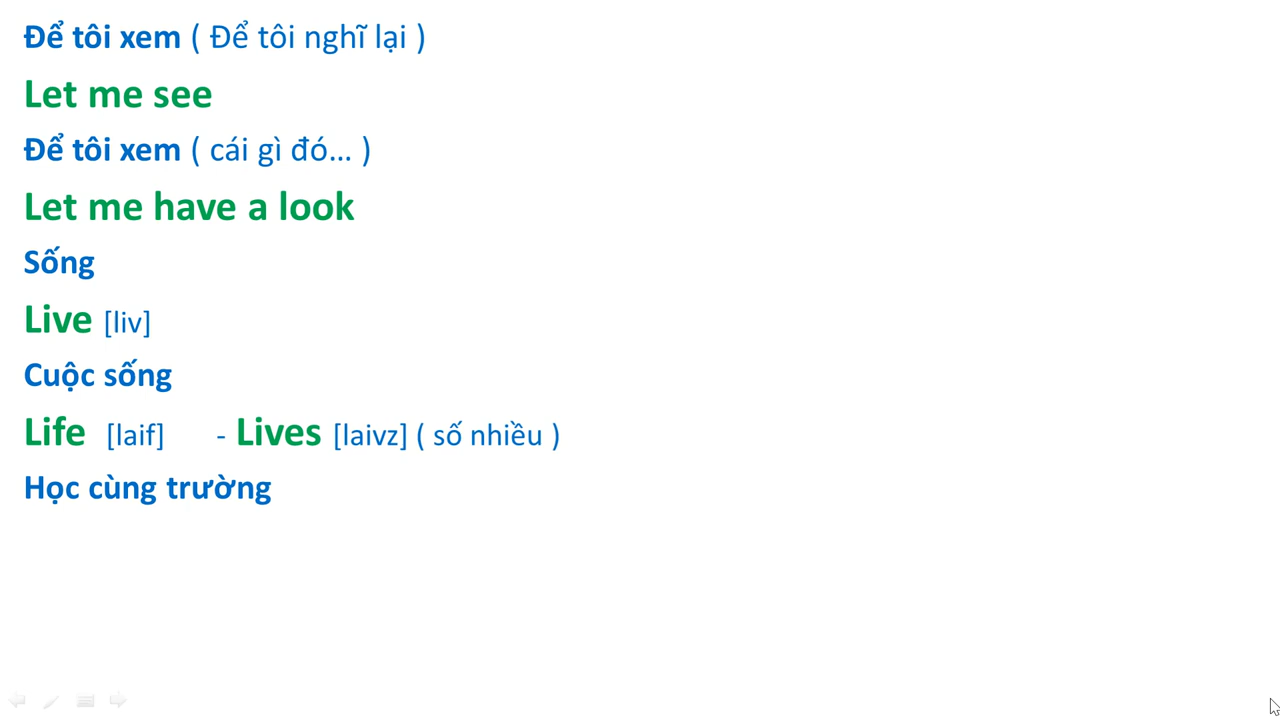 Để tôi xem ( Để tôi nghĩ lại )
Let me see
Để tôi xem ( cái gì đó... )
Let me have a look
Sống
Live [liv]
Cuộc sống
Life [laif] - Lives [laivz] ( số nhiều )
Học cùng trường